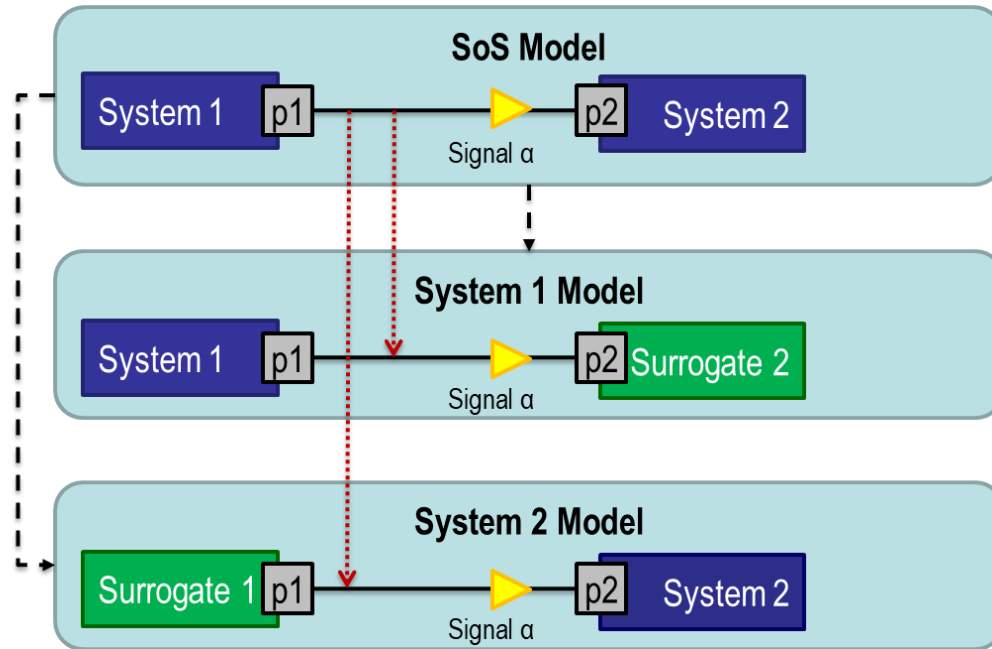 SoS Model
System 1
p1
p2
System 2
Signal α
System 1 Model
System 1
p1
p2
Surrogate 2
Signal α
System 2 Model
Surrogate 1
p1
p2
System 2
Signal α